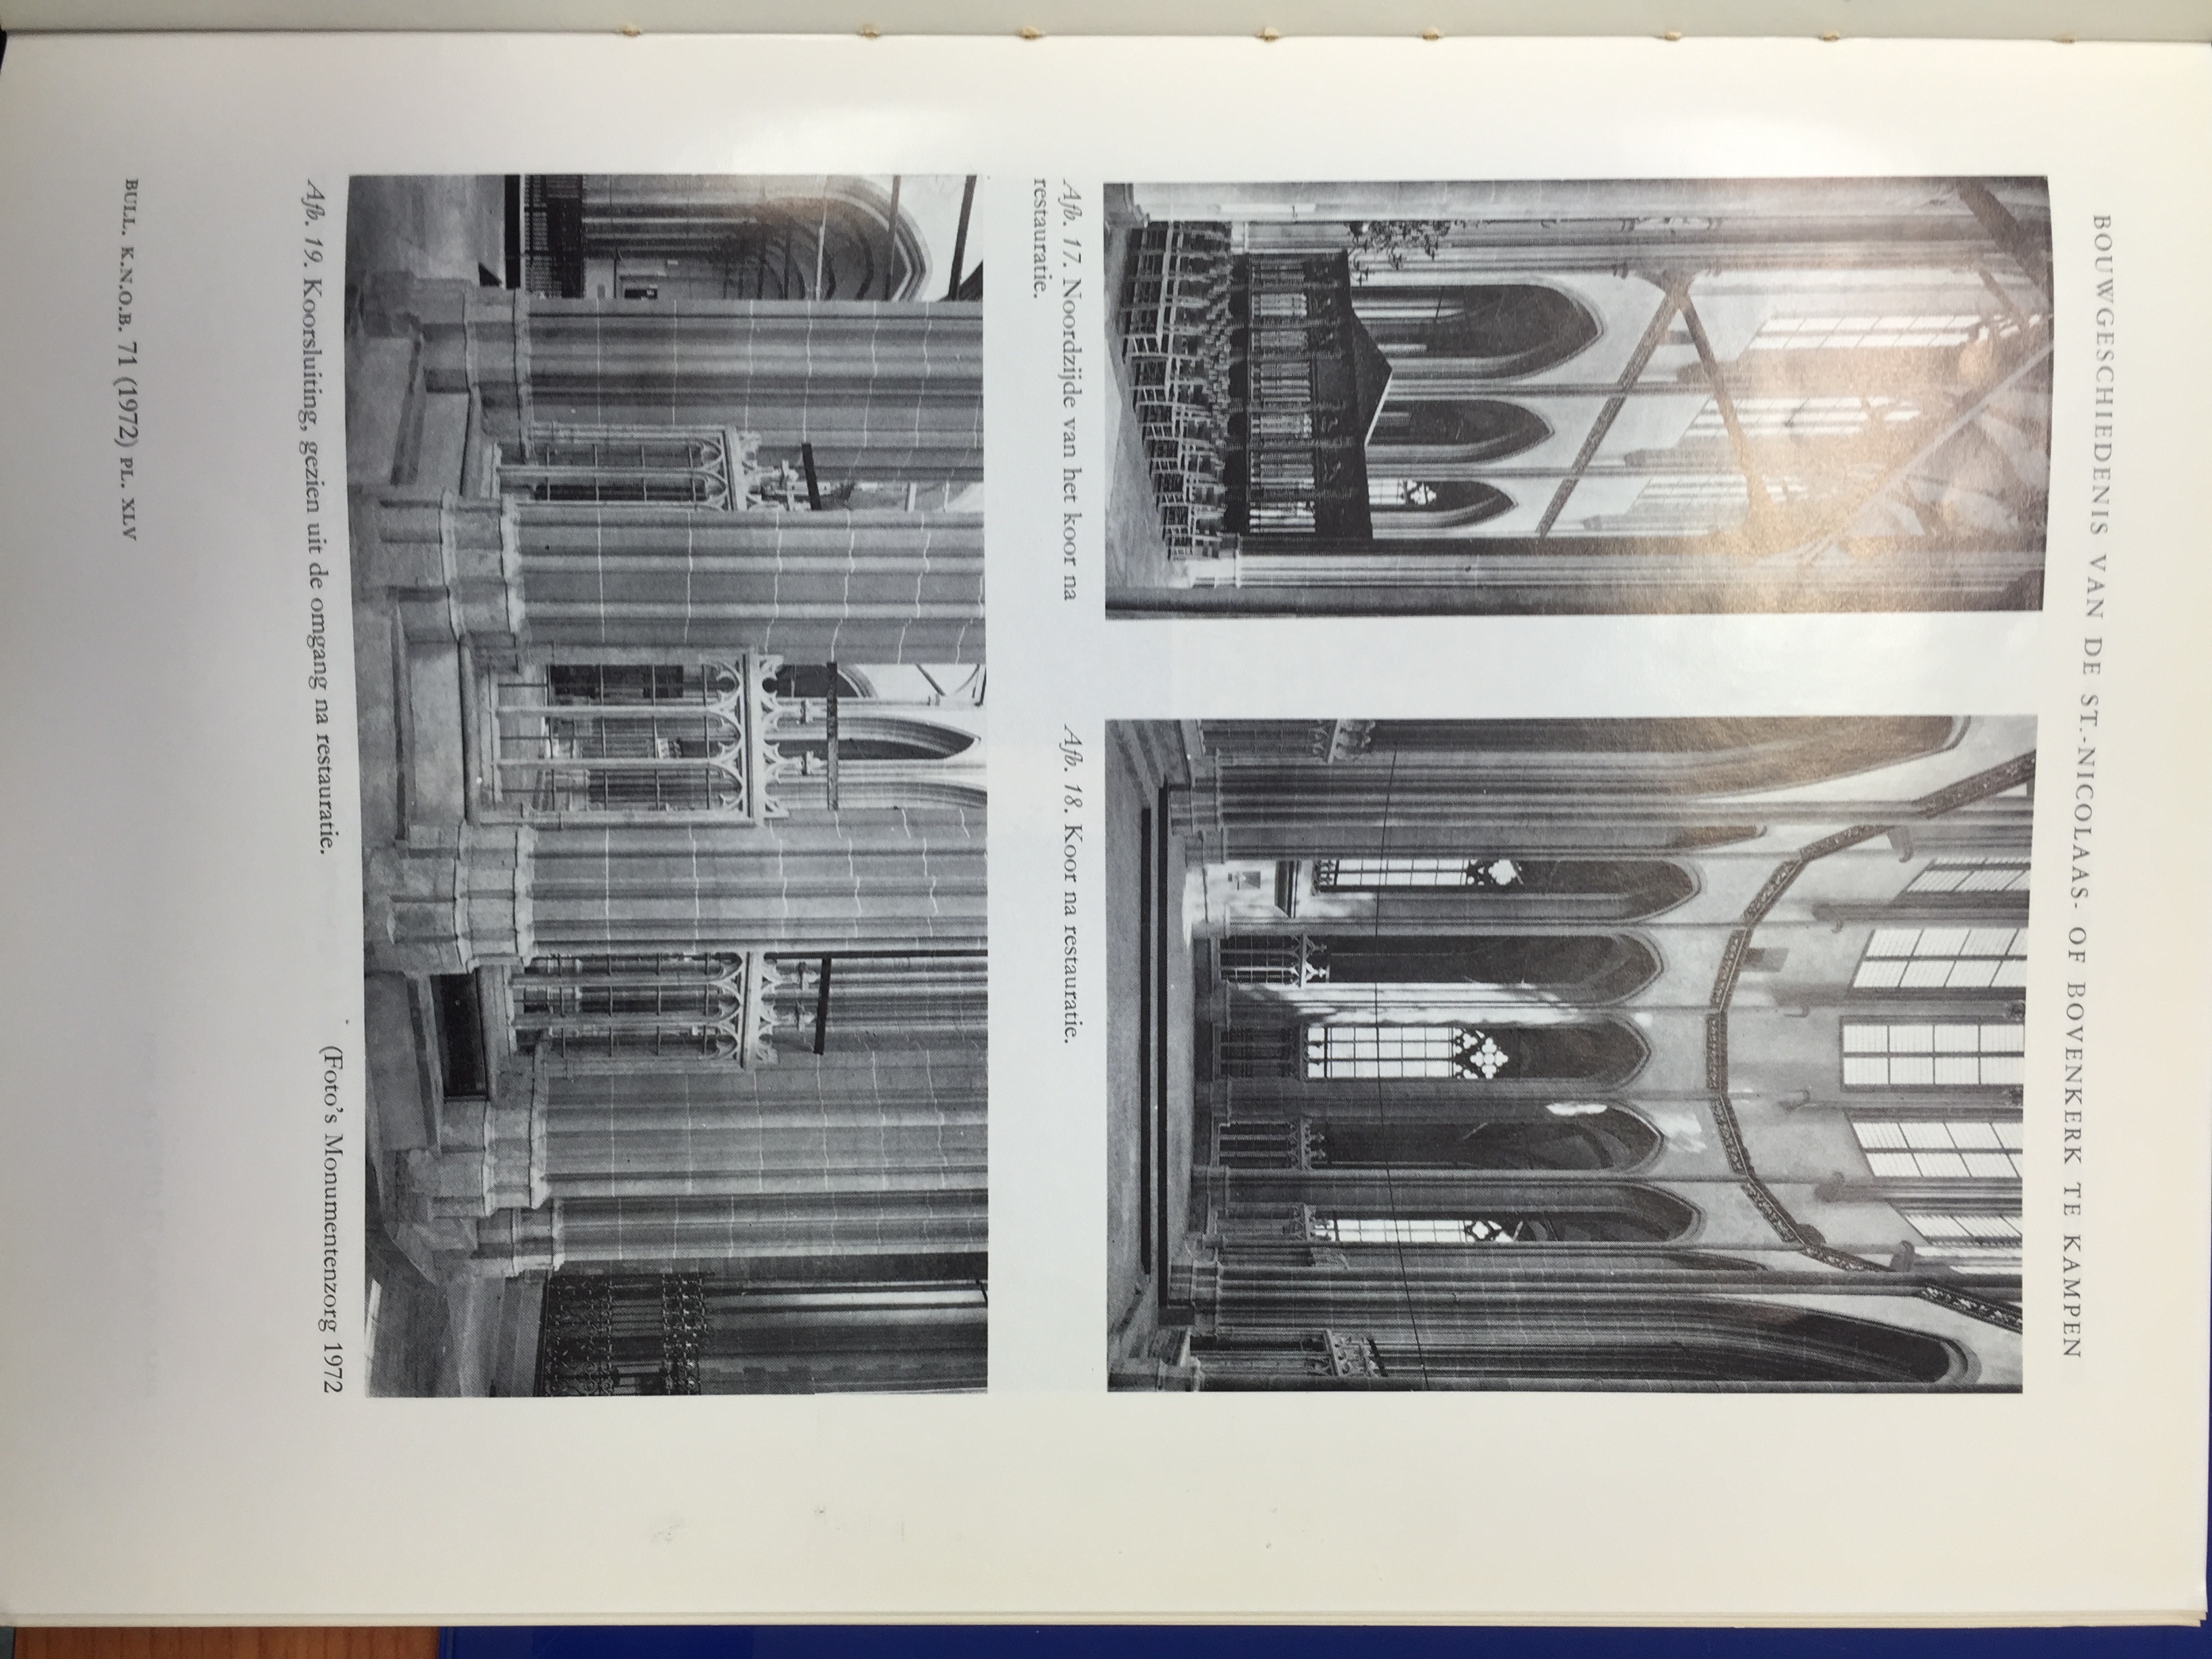 BOUWGESCHIEDENIS VAN DE ST.-NICOLAAS- OF BOVENKERK TE KAMPEN
Afb. 17. Noordzijde van het koor na
restauratie.
Afb. 18. Koor na restauratie.
Afb. 19. Koorsluiting, gezien uit de omgang na restauratie.
(Foto's Monumentenzorg 1972
BULL. K.N.O.B. 71 (1972) PL. XLV